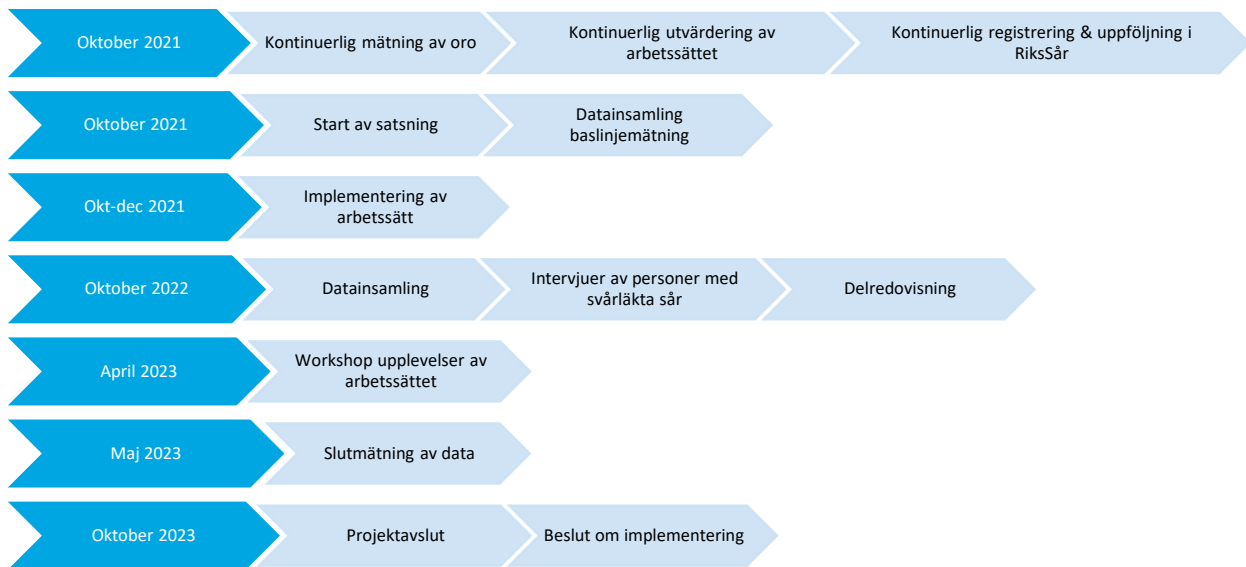 Oktober 2021
Kontinuerlig mätning av oro
Kontinuerlig utvärdering av
arbetssättet
Kontinuerlig registrering & uppföljning i
RiksSår
Oktober 2021
Start av satsning
Datainsamling
baslinjemätning
Okt-dec 2021
Implementering av
arbetssätt
Oktober 2022
Datainsamling
Intervjuer av personer med
svårläkta sår
Delredovisning
April 2023
Workshop upplevelser av
arbetssättet
Maj 2023
Slutmätning av data
Oktober 2023
Projektavslut
Beslut om implementering